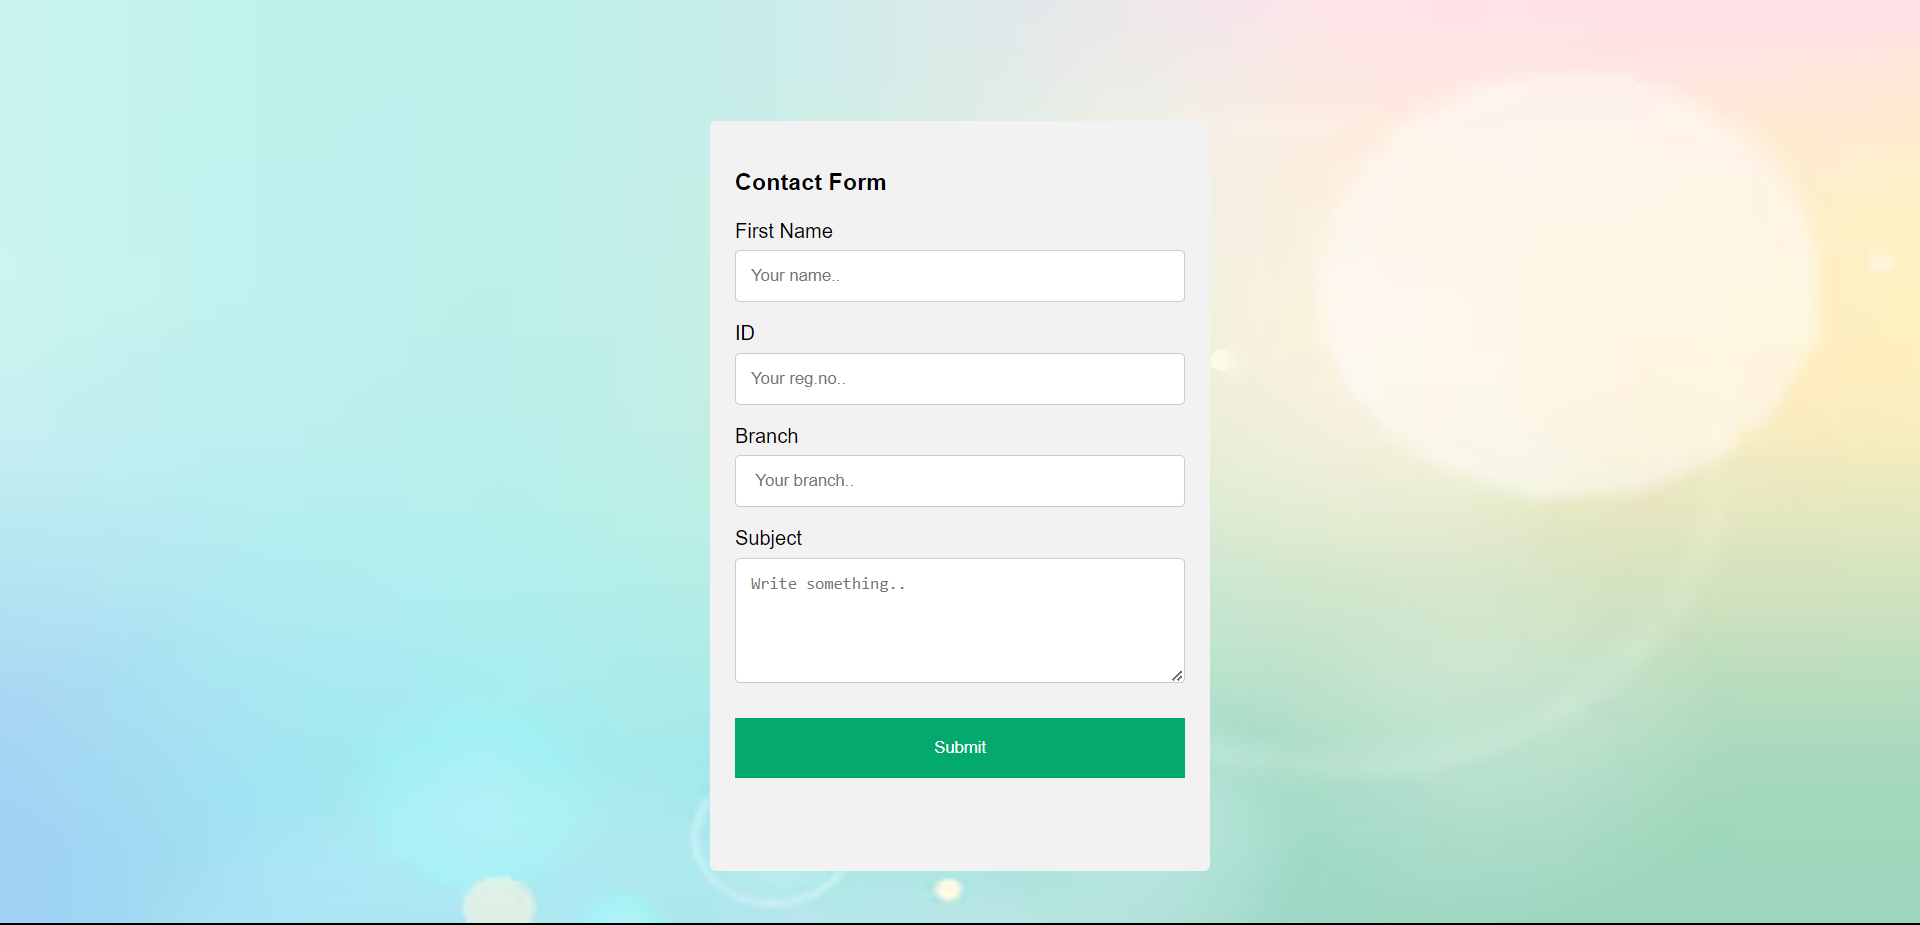 Contact Form
First Name
Your name..
ID
Your reg.no..
Branch
Your branch..
Subject
Write something..
Submit